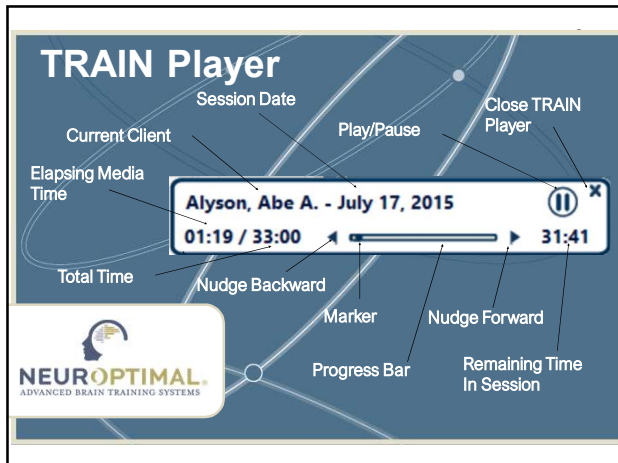 TRAIN Player
Session Date
Close TRAIN
Player
Play/Pause
Current Client
Elapsing Media
Time
Alyson, Abe A. - July 17, 2015
01:19 / 33:00
31:41
Total Time
Nudge Backward
Marker
Nudge Forward
Progress Bar
Remaining Time
In Session
NEUROPTIMAL®
ADVANCED BRAIN TRAINING SYSTEMS